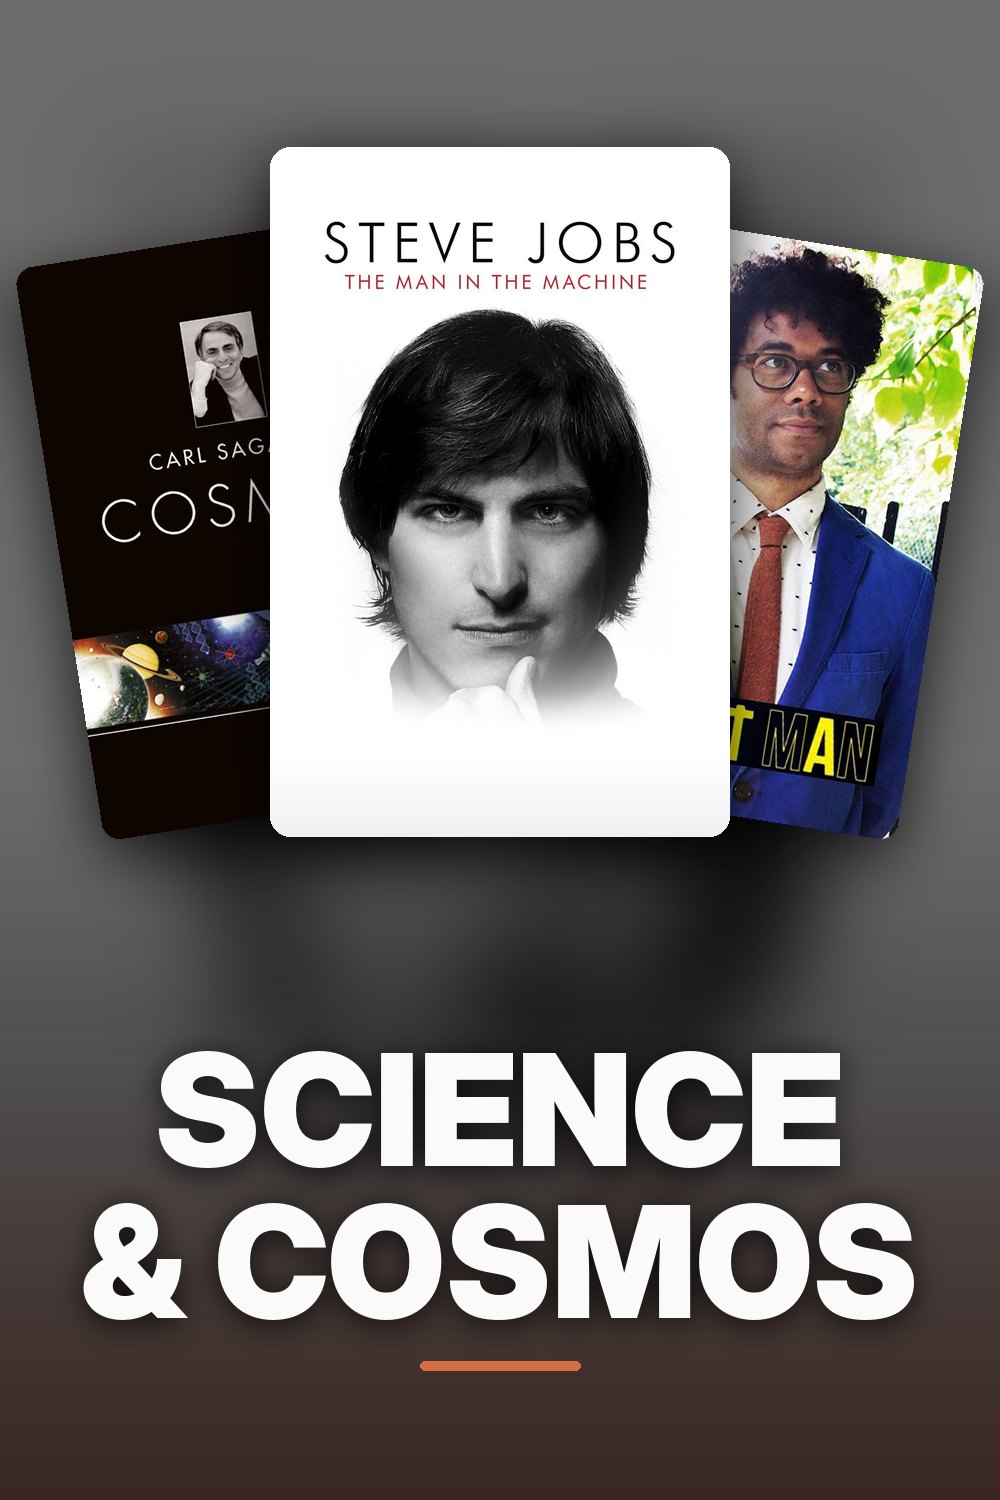 STEVE JOBS
THE MAN IN THE MACHINE
CARL SAGA
COSM
T MAN
SCIENCE
& COSMOS